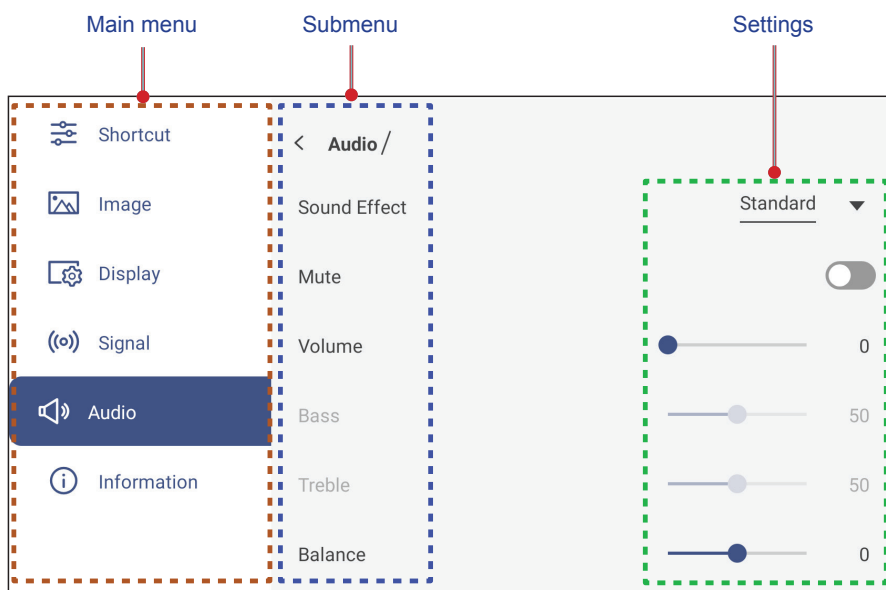 Main menu Submenu Settings
Shortcut
Image
Display
Signal
Audio
Information
< Audio /
Sound Effect Standard
Mute
Volume 0
Bass 50
Treble 50
Balance 0